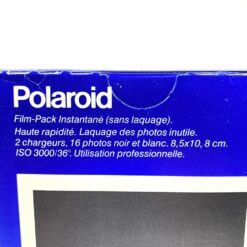 Polaroid
Film-Pack Instantané (sans laquage).
Haute rapidité. Laquage des photos inutile.
2 chargeurs, 16 photos noir et blanc. 8,5x10, 8 cm.
ISO 3000/36°. Utilisation professionnelle.